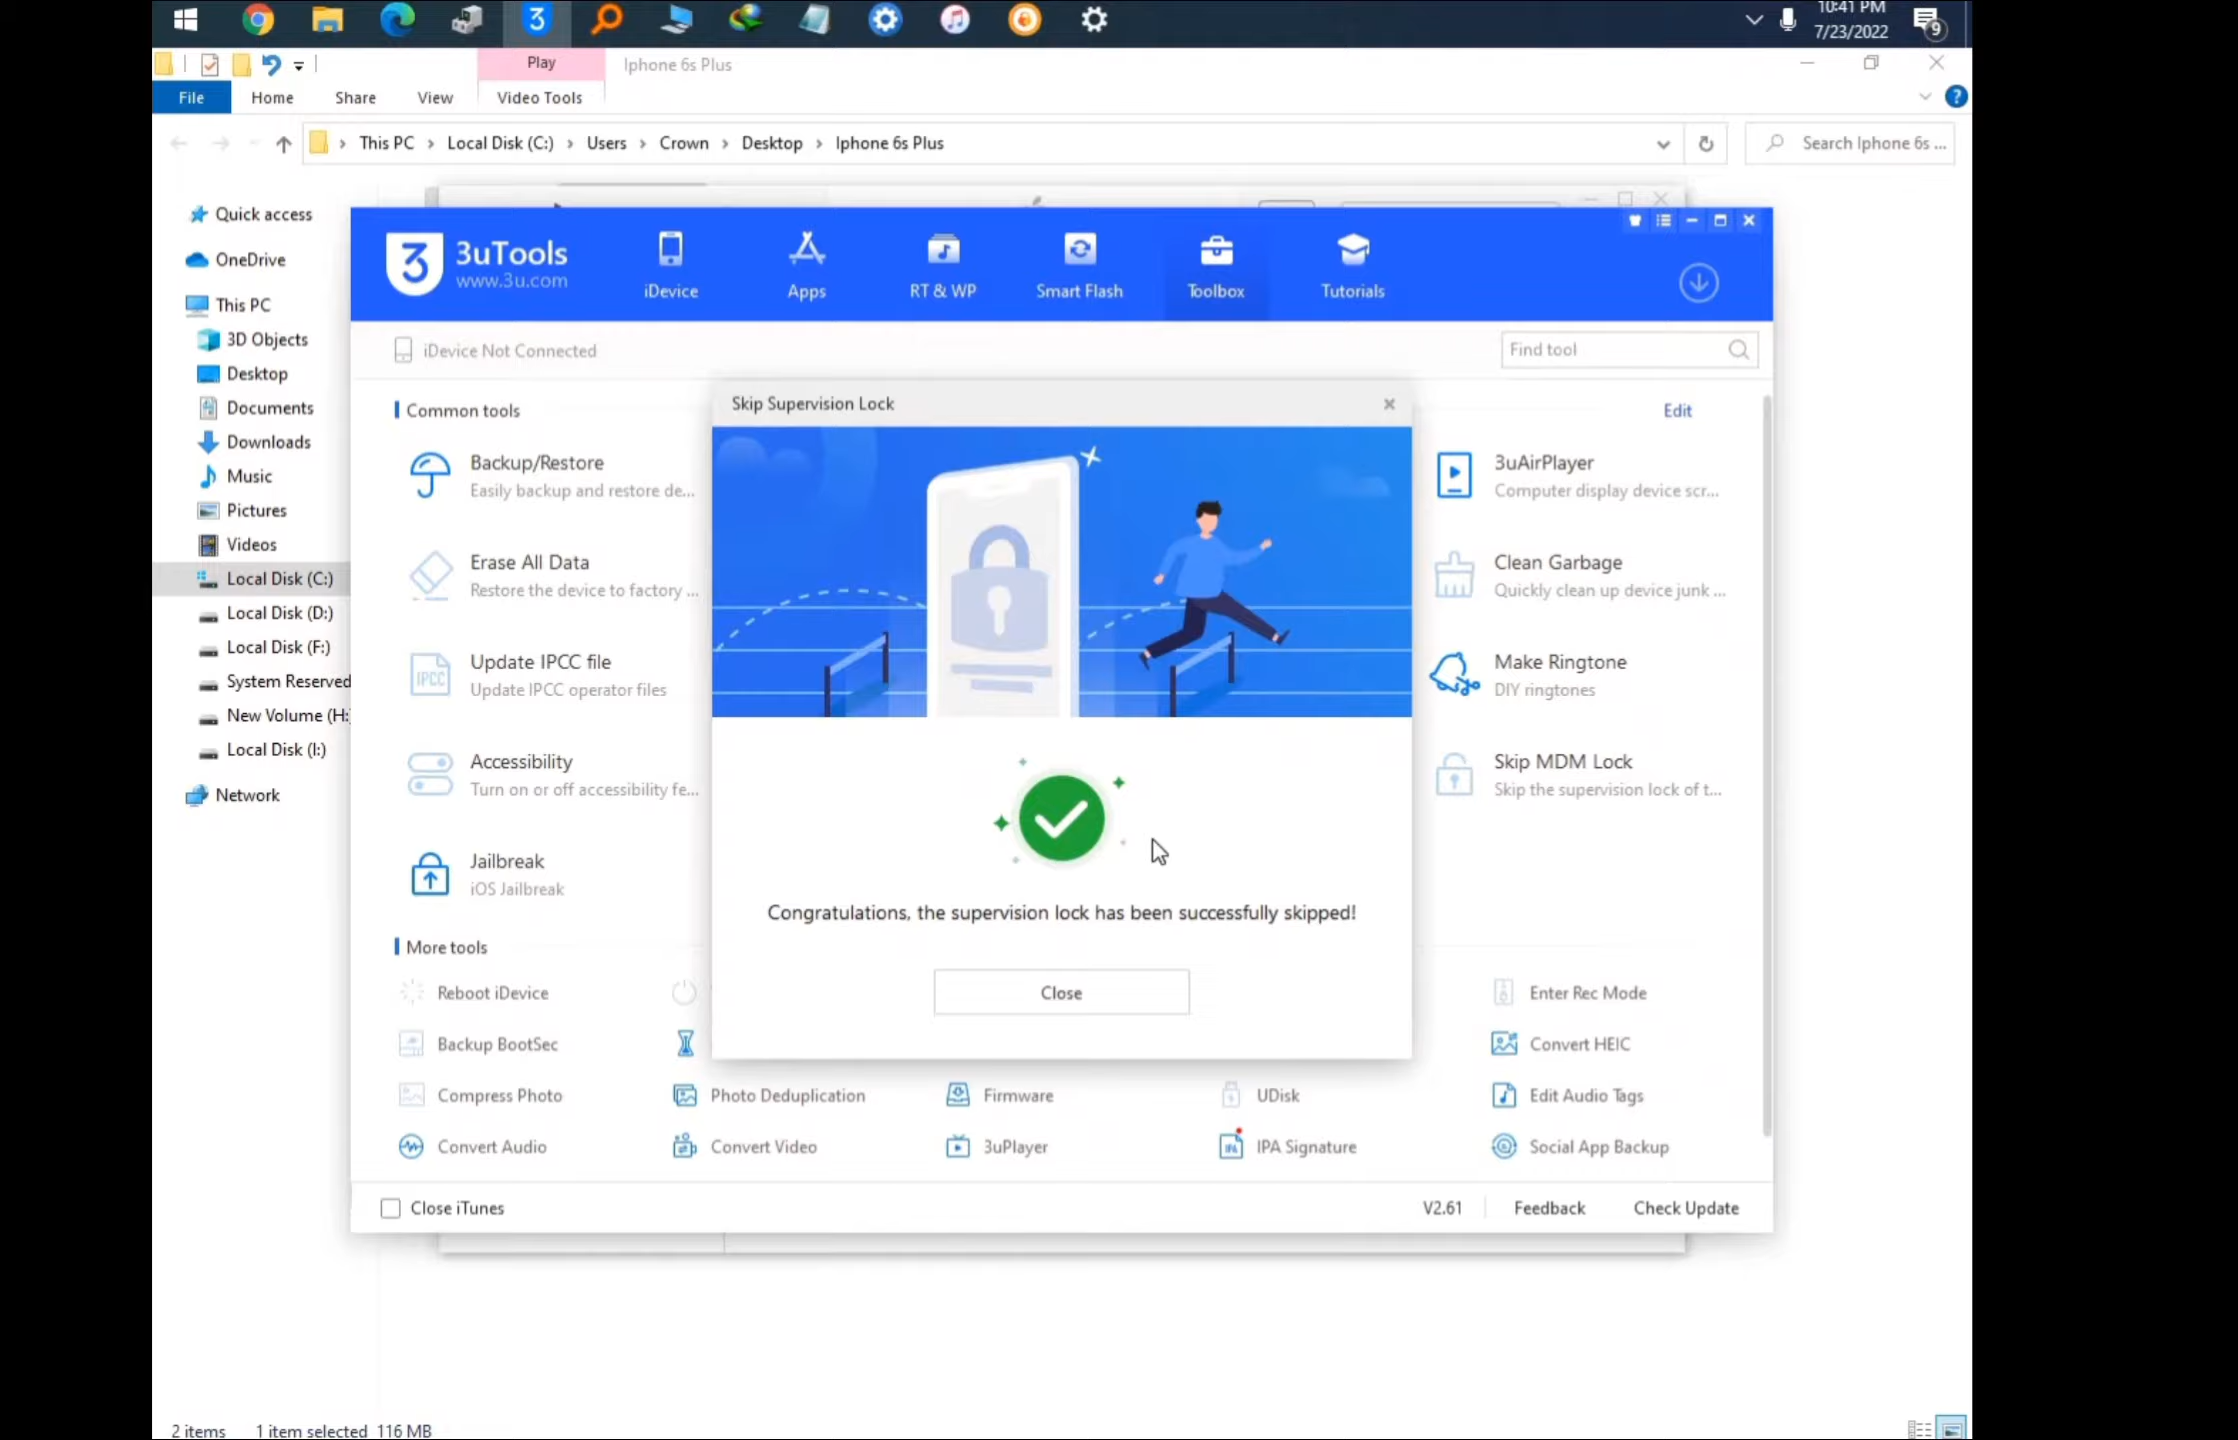 10:41 PM
7/23/2022
9
Play
Iphone 6s Plus
File
Home
Share
View
Video Tools
This PC
Local Disk (C:)
Users
Crown
Desktop
Iphone 6s Plus
Search Iphone 6s ...
Quick access
OneDrive
This PC
3D Objects
Desktop
Documents
Downloads
Music
Pictures
Videos
Local Disk (C:)
Local Disk (D:)
Local Disk (F:)
System Reserved
New Volume (H:
Local Disk (I:)
Network
3uTools
www.3u.com
iDevice
Apps
RT & WP
Smart Flash
Toolbox
Tutorials
iDevice Not Connected
Find tool
Common tools
Edit
Backup/Restore
Easily backup and restore de...
Erase All Data
Restore the device to factory ...
Update IPCC file
Update IPCC operator files
IPCC
Accessibility
Turn on or off accessibility fe...
Jailbreak
iOS Jailbreak
Skip Supervision Lock
Congratulations, the supervision lock has been successfully skipped!
Close
3uAirPlayer
Computer display device scr...
Clean Garbage
Quickly clean up device junk ...
Make Ringtone
DIY ringtones
Skip MDM Lock
Skip the supervision lock of t...
More tools
Reboot iDevice
Enter Rec Mode
Backup BootSec
Convert HEIC
Compress Photo
Photo Deduplication
Firmware
UDisk
Edit Audio Tags
Convert Audio
Convert Video
3uPlayer
IPA Signature
Social App Backup
Close iTunes
V2.61
Feedback
Check Update
2 items
1 item selected 116 MB